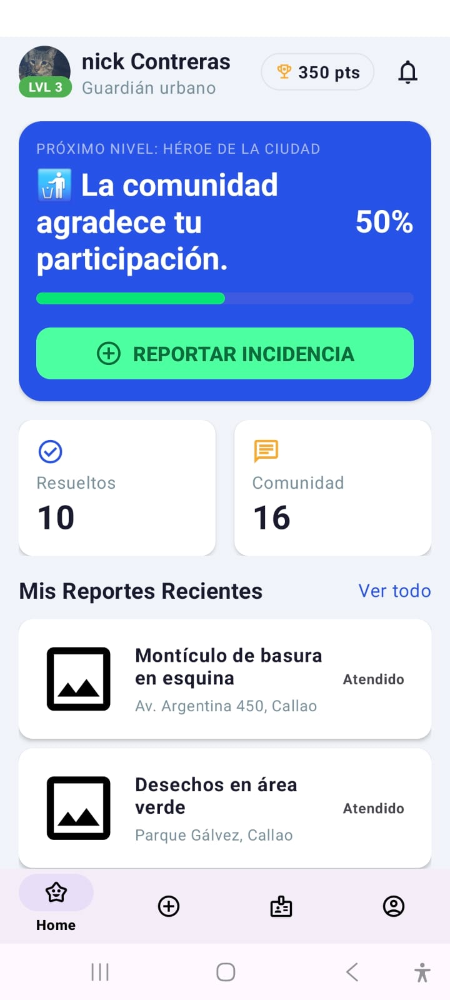 nick Contreras
LVL 3
Guardián urbano
350 pts
PRÓXIMO NIVEL: HÉROE DE LA CIUDAD
🚮 La comunidad
agradece tu
participación.
50%
REPORTAR INCIDENCIA
Resueltos
10
Comunidad
16
Mis Reportes Recientes
Ver todo
Montículo de basura
en esquina
Av. Argentina 450, Callao
Atendido
Desechos en área
verde
Parque Gálvez, Callao
Atendido
Home